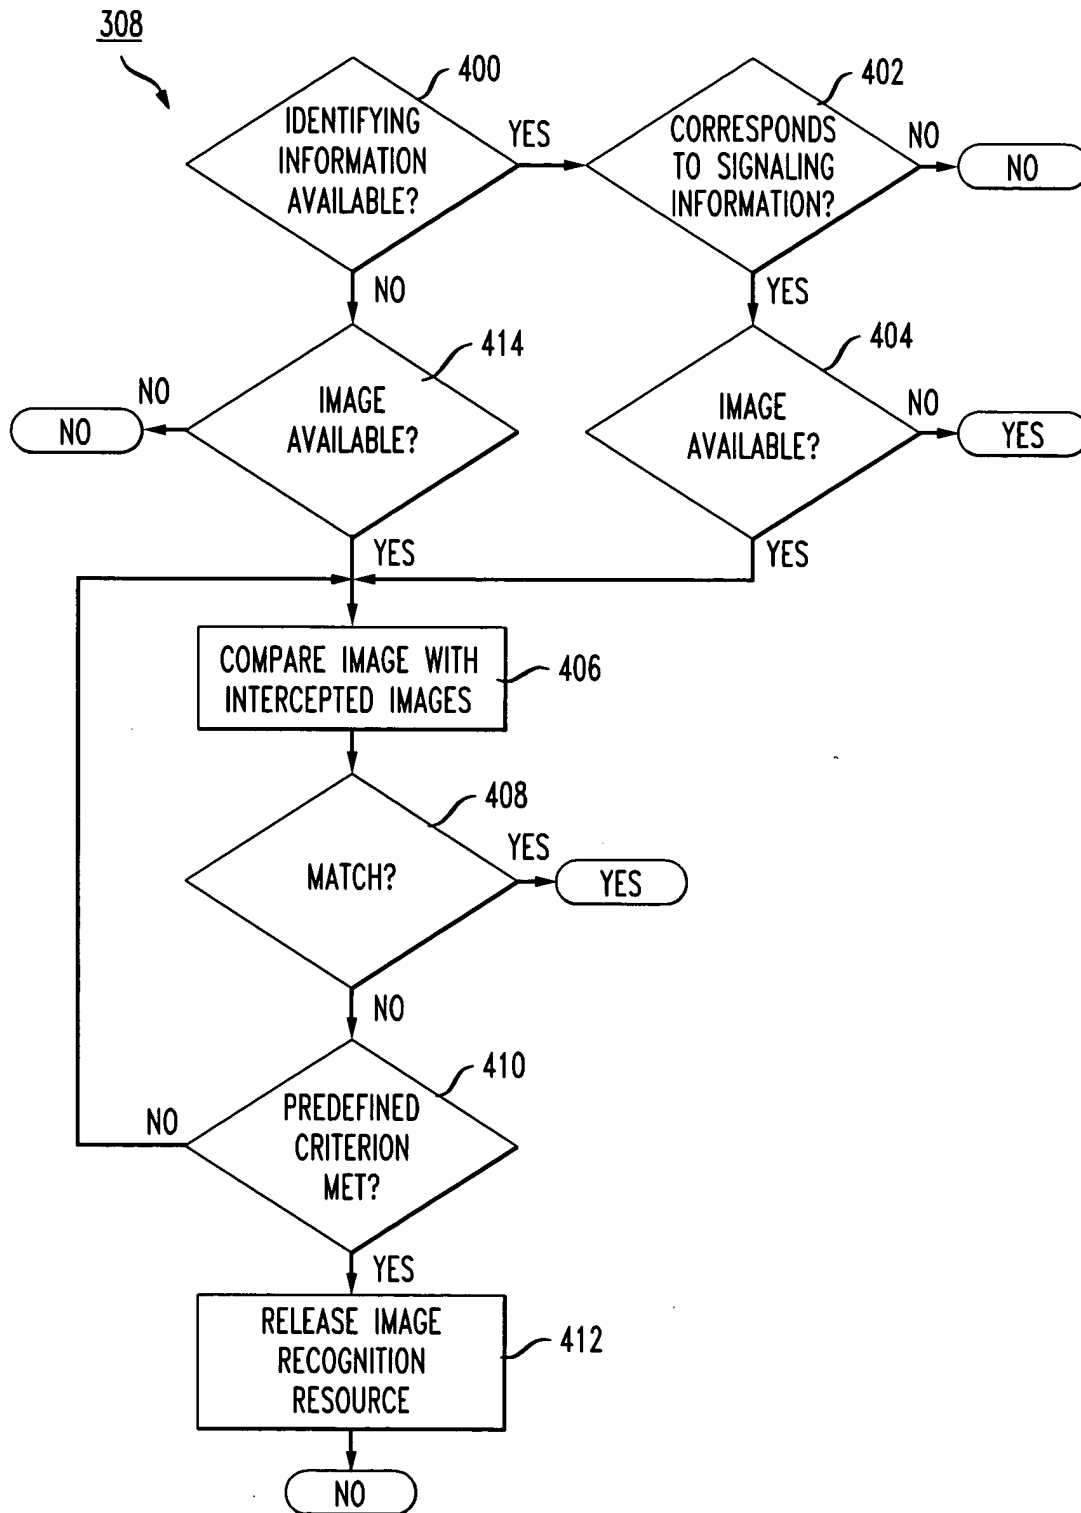 308
400
IDENTIFYING
INFORMATION
AVAILABLE?
YES
402
CORRESPONDS
TO SIGNALING
INFORMATION?
NO
NO
NO
YES
414
IMAGE
AVAILABLE?
NO
NO
404
IMAGE
AVAILABLE?
NO
YES
YES
YES
COMPARE IMAGE WITH
INTERCEPTED IMAGES
406
408
MATCH?
YES
YES
NO
410
PREDEFINED
CRITERION
MET?
NO
YES
RELEASE IMAGE
RECOGNITION
RESOURCE
412
NO